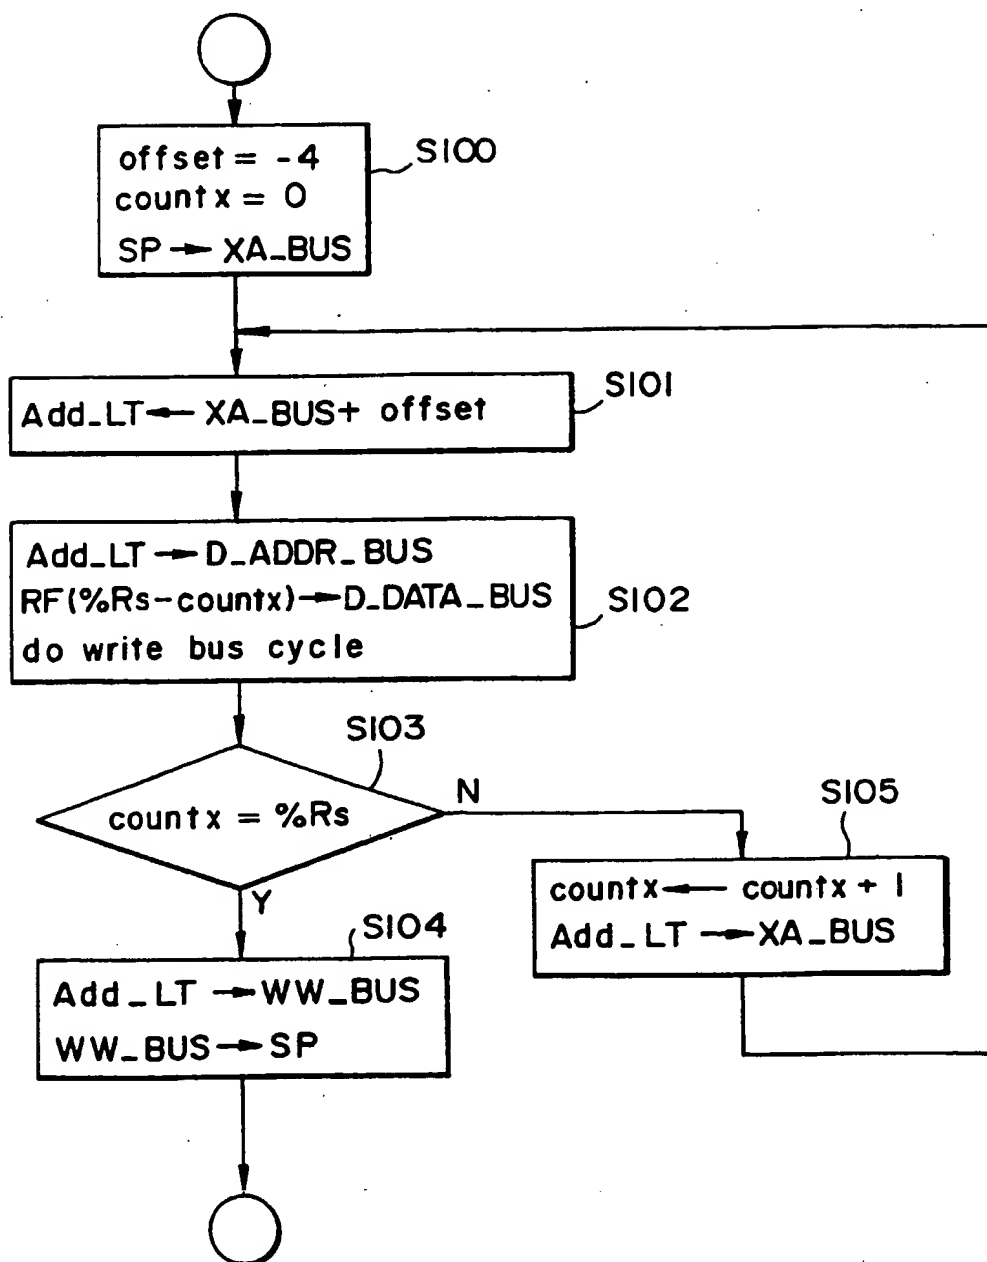 offset = -4
countx = 0
SP → XA_BUS
S100
Add_LT ← XA_BUS + offset
S101
Add_LT → D_ADDR_BUS
RF(%Rs-countx) → D_DATA_BUS
do write bus cycle
S102
S103
countx = %Rs
N
Y
S105
countx ← countx + 1
Add_LT → XA_BUS
S104
Add_LT → WW_BUS
WW_BUS → SP